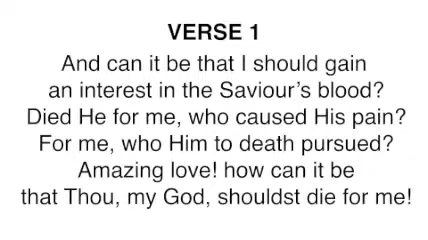 VERSE 1
And can it be that I should gain
an interest in the Saviour’s blood?
Died He for me, who caused His pain?
For me, who Him to death pursued?
Amazing love! how can it be
that Thou, my God, shouldst die for me!